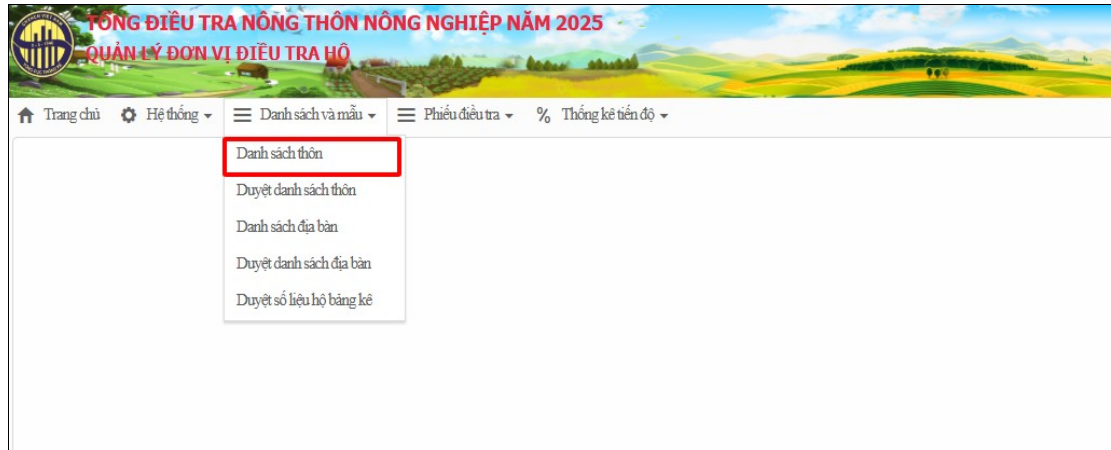 TỔNG ĐIỀU TRA NÔNG THÔN NÔNG NGHIỆP NĂM 2025
QUẢN LÝ ĐƠN VỊ ĐIỀU TRA HỘ
Trang chủ Hệ thống Danh sách và mẫu Phiếu điều tra % Thống kê tiến độ
Danh sách thôn
Duyệt danh sách thôn
Danh sách địa bàn
Duyệt danh sách địa bàn
Duyệt số liệu hộ bảng kê